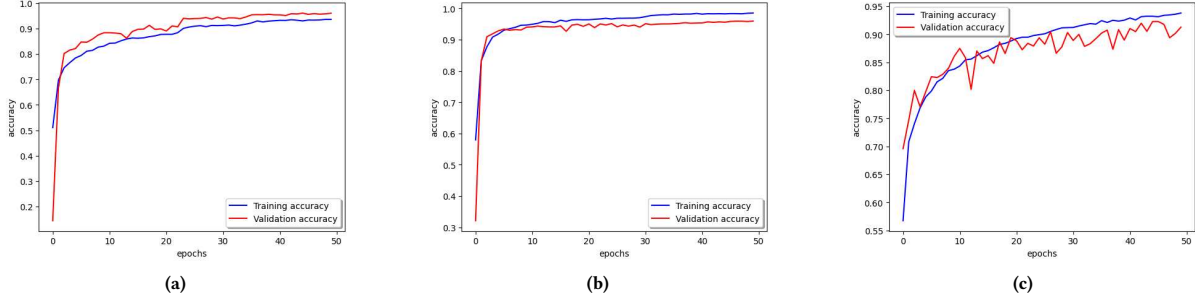 1.0
0.9
0.8
0.7
0.6
0.5
0.4
0.3
0.2
accuracy
Training accuracy
Validation accuracy
0 10 20 30 40 50
epochs
(a)
1.0
0.9
0.8
0.7
0.6
0.5
0.4
0.3
accuracy
Training accuracy
Validation accuracy
0 10 20 30 40 50
epochs
(b)
0.95
0.90
0.85
0.80
0.75
0.70
0.65
0.60
0.55
accuracy
Training accuracy
Validation accuracy
0 10 20 30 40 50
epochs
(c)